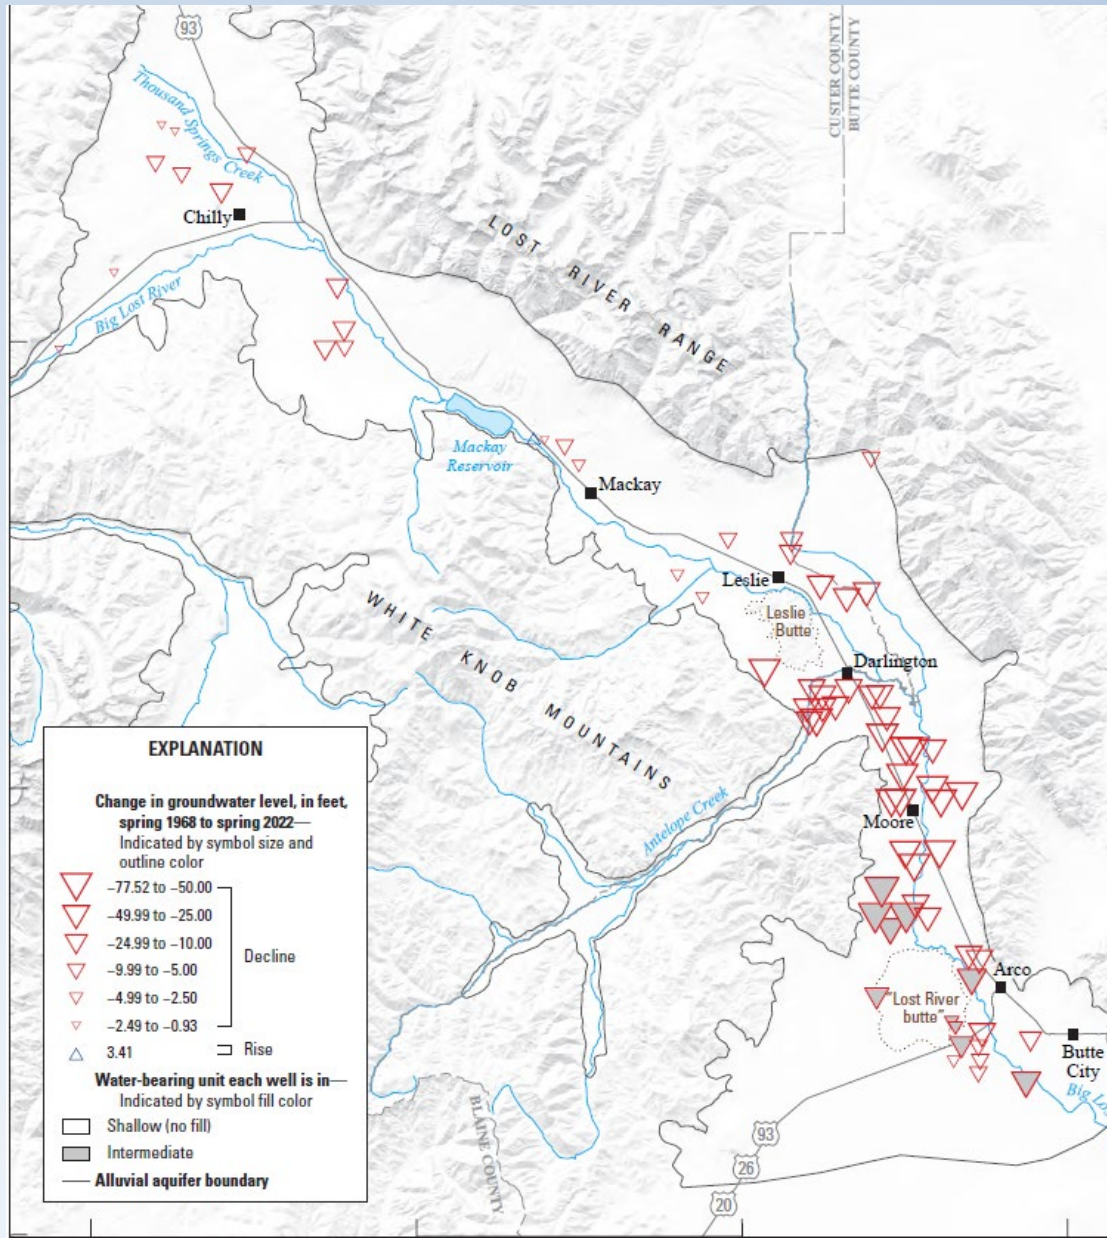 93
CUSTER COUNTY
BUTTE COUNTY
Thousand Springs Creek
Chilly
Big Lost River
LOST RIVER RANGE
Mackay
Reservoir
Mackay
Leslie
Leslie
Butte
WHITE KNOB MOUNTAINS
Darlington
Antelope Creek
Moore
Arco
"Lost River
butte"
Butte
City
Big Los
BLAINE COUNTY
93
26
20
EXPLANATION
Change in groundwater level, in feet,
spring 1968 to spring 2022—
Indicated by symbol size and
outline color
−77.52 to −50.00
−49.99 to −25.00
−24.99 to −10.00
−9.99 to −5.00
−4.99 to −2.50
−2.49 to −0.93
Decline
3.41
Rise
Water-bearing unit each well is in—
Indicated by symbol fill color
Shallow (no fill)
Intermediate
Alluvial aquifer boundary